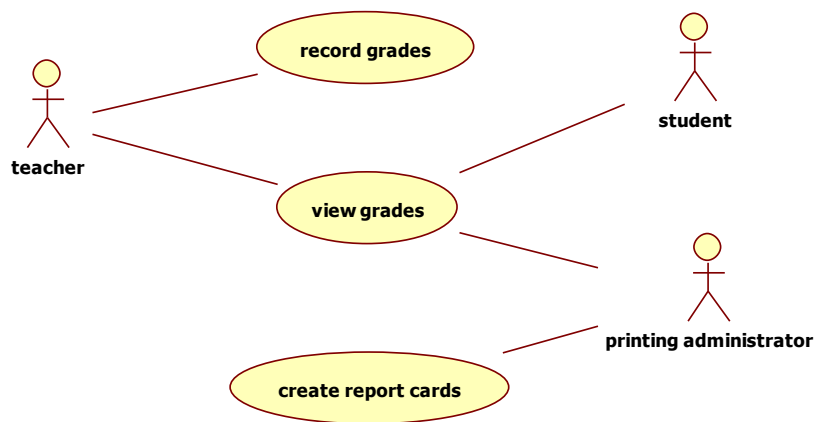 record grades
student
teacher
view grades
printing administrator
create report cards